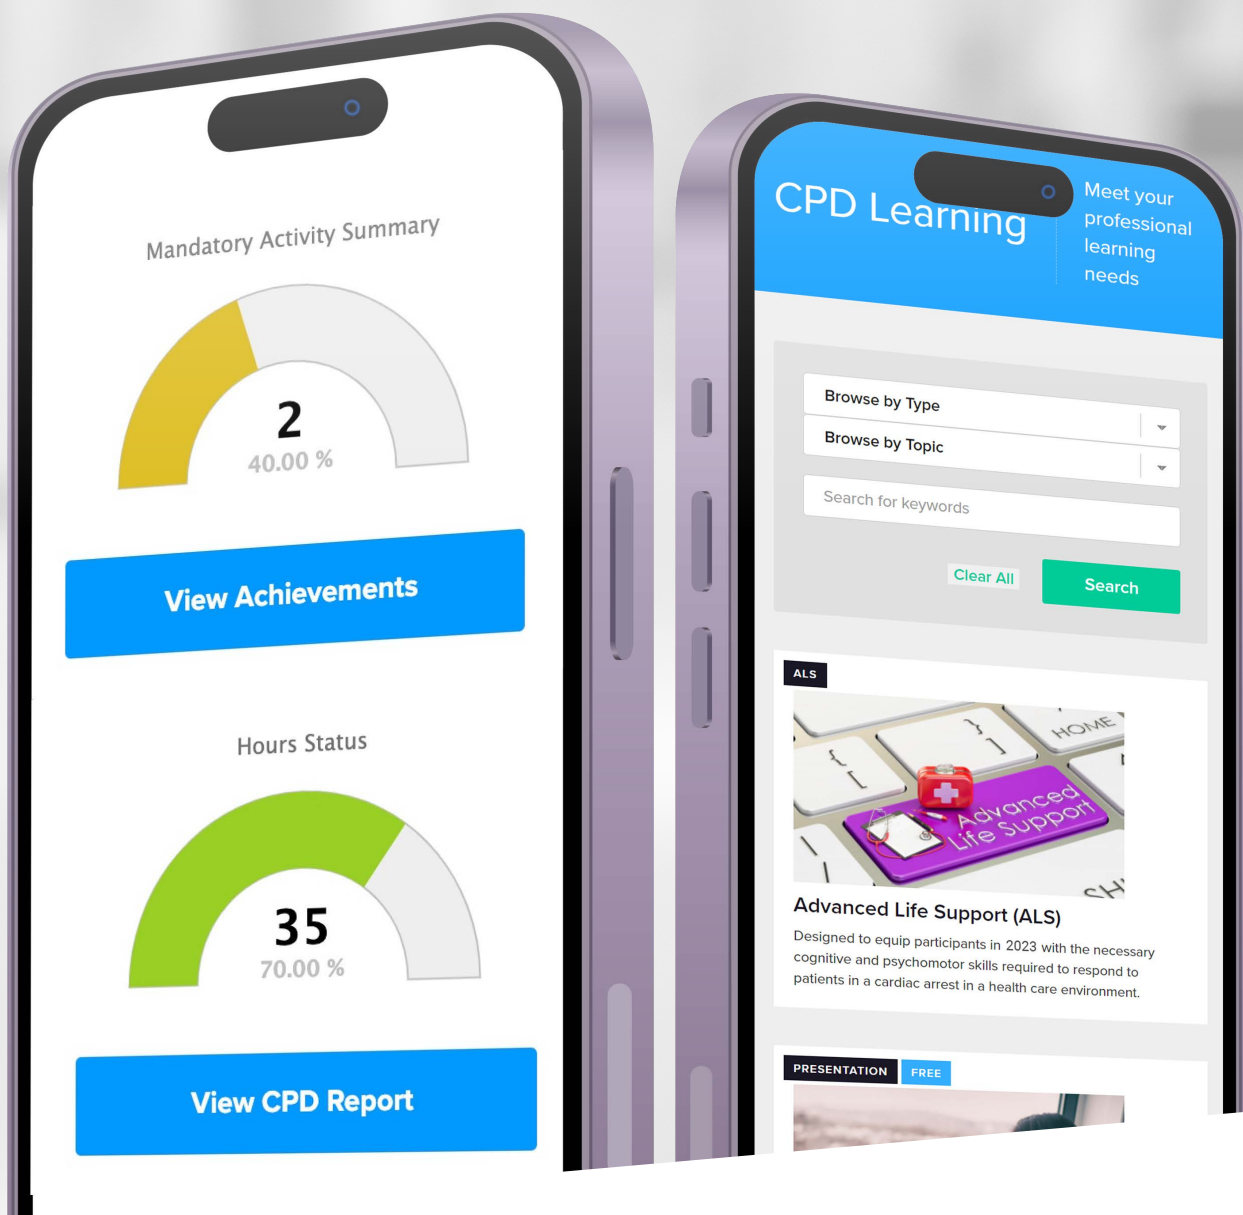 Mandatory Activity Summary
2
40.00 %
View Achievements
Hours Status
35
70.00 %
View CPD Report
CPD Learning
Meet your
professional
learning
needs
Browse by Type
Browse by Topic
Search for keywords
Clear All
Search
ALS
HOME
}
]
{
[
Advanced
Life Support
Advanced Life Support (ALS)
Designed to equip participants in 2023 with the necessary
cognitive and psychomotor skills required to respond to
patients in a cardiac arrest in a health care environment.
PRESENTATION
FREE